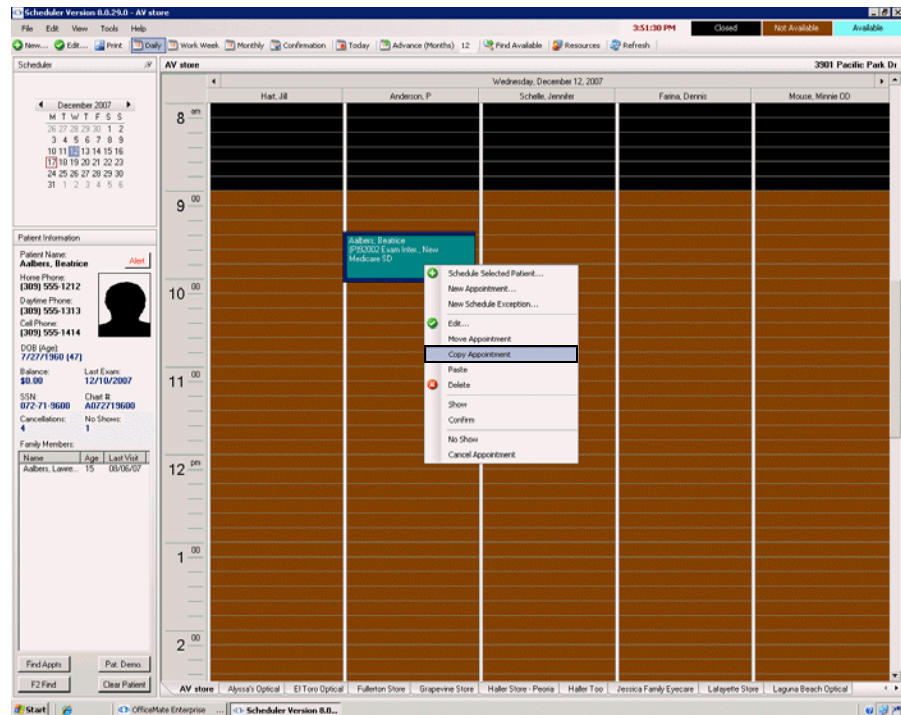 Scheduler Version 8.0.29.0 - AV store
File Edit View Tools Help
3:51:30 PM Closed Not Available Available
New... Edit... Print Daily Work Week Monthly Confirmation Today Advance (Months) 12 Find Available Resources Refresh
Scheduler AV store 3901 Pacific Park Dr
Wednesday, December 12, 2007
Hart, Jill Anderson, P Schelle, Jennifer Farina, Dennis Mouse, Minnie OD
December 2007
M T W T F S S
26 27 28 29 30 1 2
3 4 5 6 7 8 9
10 11 12 13 14 15 16
17 18 19 20 21 22 23
24 25 26 27 28 29 30
31 1 2 3 4 5 6
8 am
9 00
10 00
11 00
12 pm
1 00
2 00
Aalbers, Beatrice
(P)92002 Exam Inter., New
Medicare SD
Schedule Selected Patient...
New Appointment...
New Schedule Exception...
Edit...
Move Appointment
Copy Appointment
Paste
Delete
Show
Confirm
No Show
Cancel Appointment
Patient Information
Patient Name:
Aalbers, Beatrice Alert
Home Phone:
(309) 555-1212
Daytime Phone:
(309) 555-1313
Cell Phone:
(309) 555-1414
DOB (Age):
7/27/1960 (47)
Balance: Last Exam:
$0.00 12/10/2007
SSN: Chart #:
072-71-9600 A072719600
Cancellations: No Shows:
4 1
Family Members:
Name Age Last Visit
Aalbers, Lawre... 15 08/06/07
Find Appts Pat. Demo.
F2 Find Clear Patient
AV store Alyssa's Optical El Toro Optical Fullerton Store Grapevine Store Haller Store - Peoria Haller Too Jessica Family Eyecare Lafayette Store Laguna Beach Optical
Start OfficeMate Enterprise ... Scheduler Version 8.0...